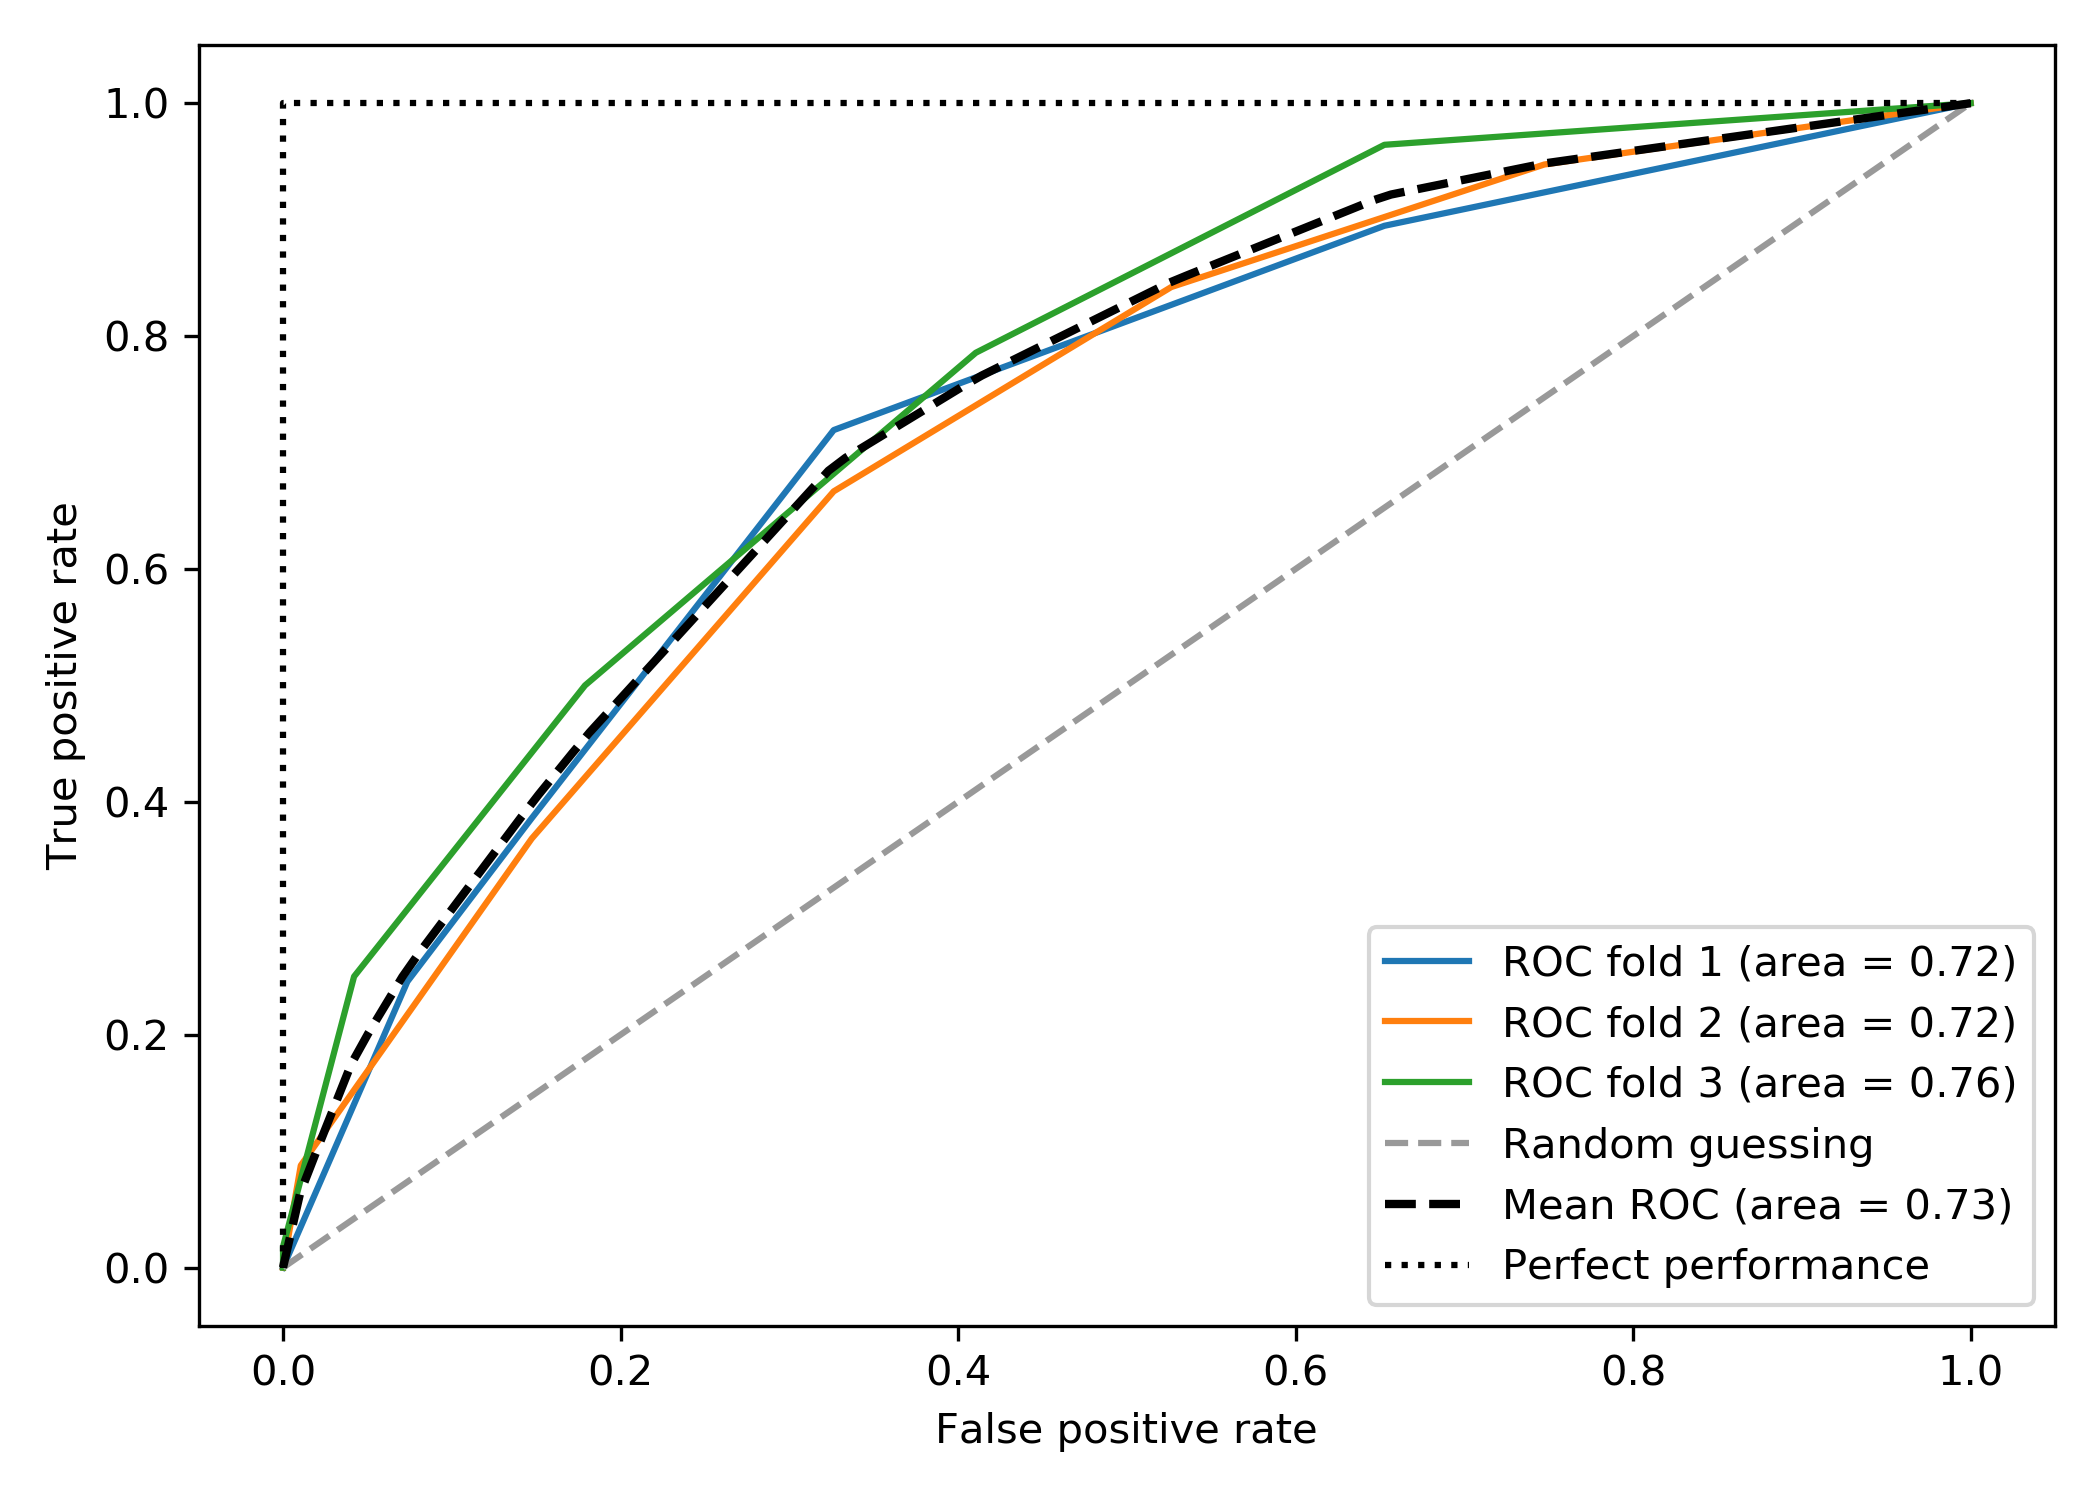 1.0
0.8
0.6
0.4
0.2
0.0
True positive rate
ROC fold 1 (area = 0.72)
ROC fold 2 (area = 0.72)
ROC fold 3 (area = 0.76)
Random guessing
Mean ROC (area = 0.73)
Perfect performance
0.0 0.2 0.4 0.6 0.8 1.0
False positive rate